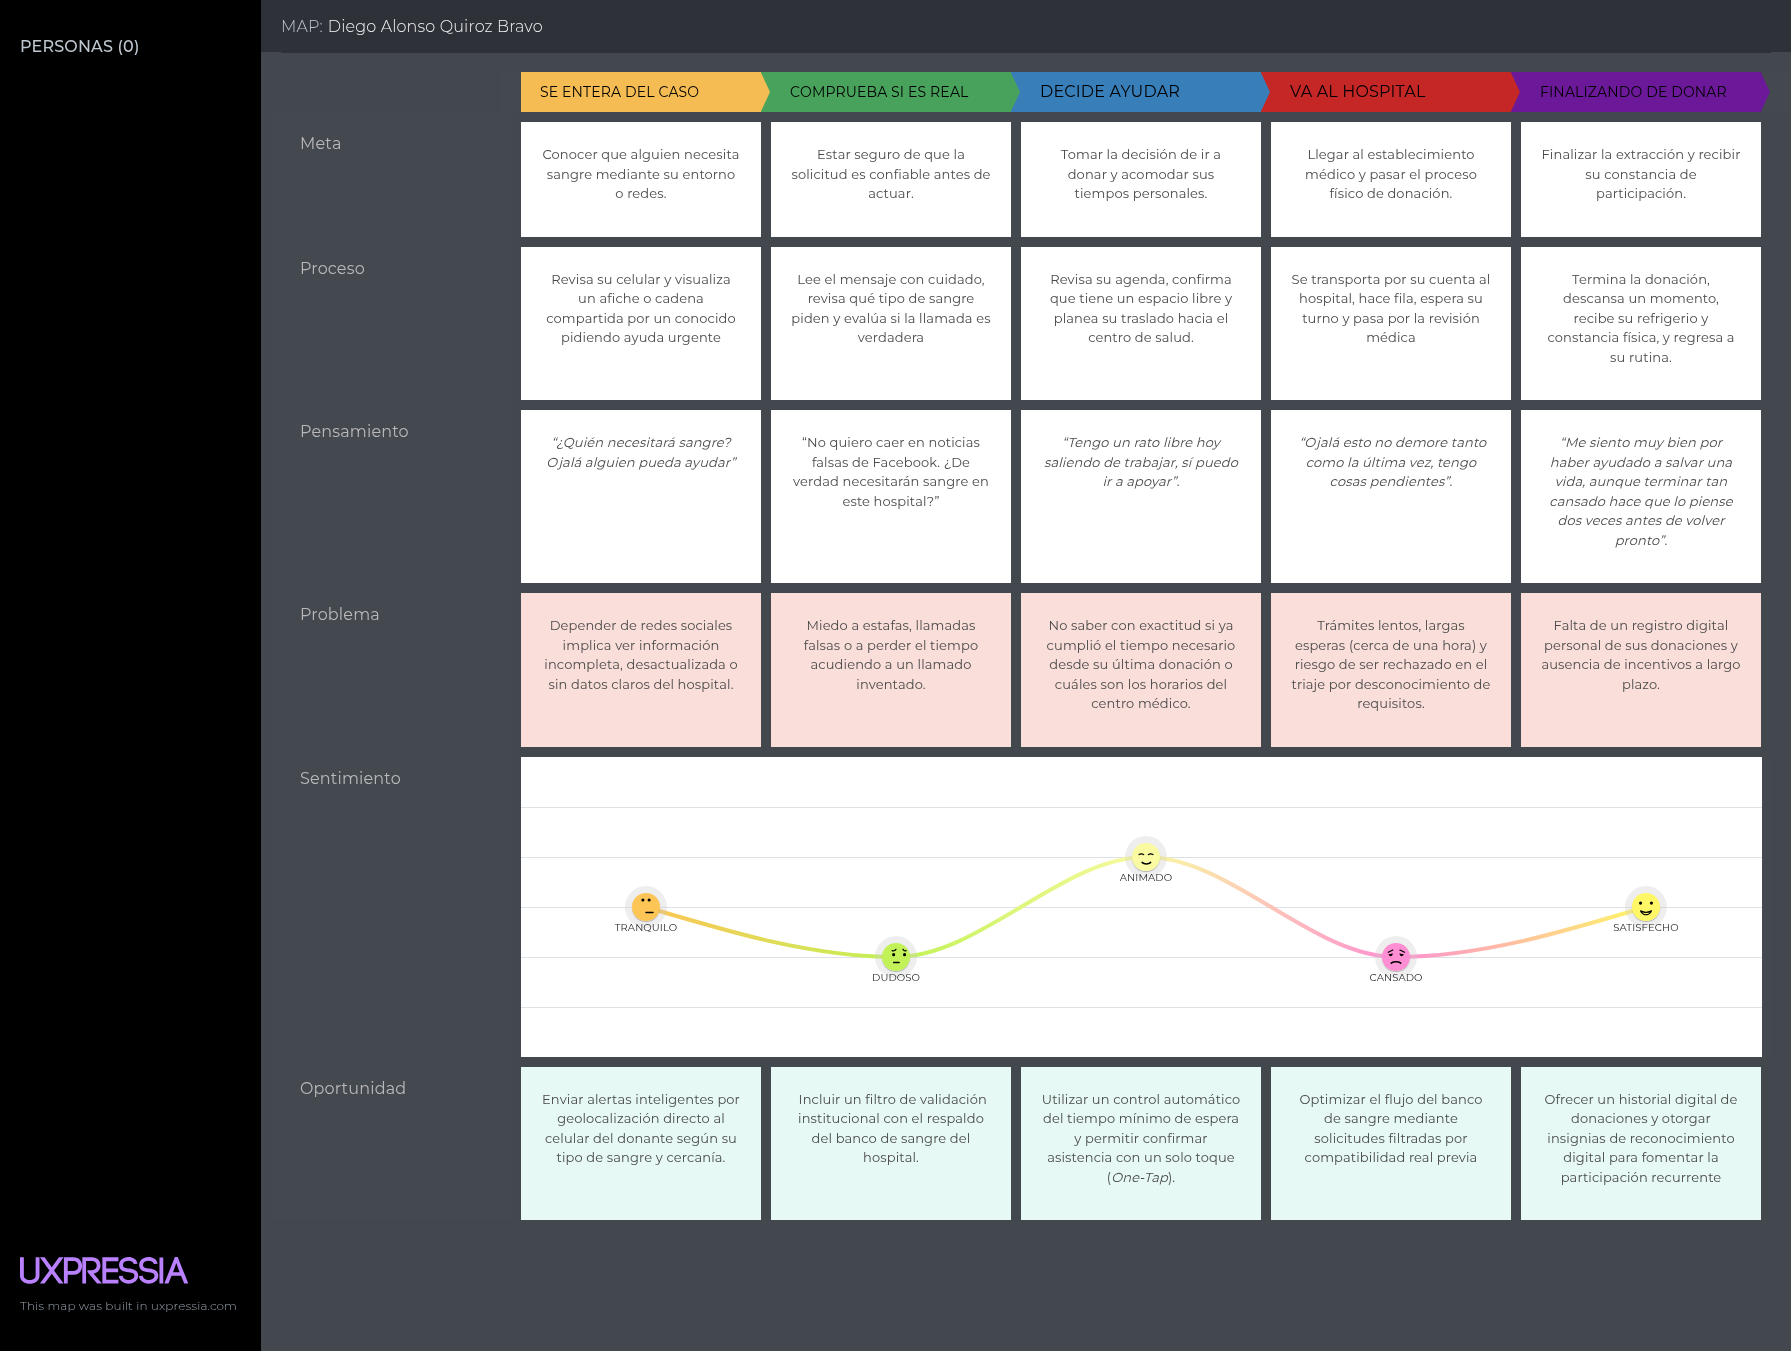 PERSONAS (0)
MAP: Diego Alonso Quiroz Bravo
SE ENTERA DEL CASO
COMPRUEBA SI ES REAL
DECIDE AYUDAR
VA AL HOSPITAL
FINALIZANDO DE DONAR
Meta
Conocer que alguien necesita
sangre mediante su entorno
o redes.
Estar seguro de que la
solicitud es confiable antes de
actuar.
Tomar la decisión de ir a
donar y acomodar sus
tiempos personales.
Llegar al establecimiento
médico y pasar el proceso
físico de donación.
Finalizar la extracción y recibir
su constancia de
participación.
Proceso
Revisa su celular y visualiza
un afiche o cadena
compartida por un conocido
pidiendo ayuda urgente
Lee el mensaje con cuidado,
revisa qué tipo de sangre
piden y evalúa si la llamada es
verdadera
Revisa su agenda, confirma
que tiene un espacio libre y
planea su traslado hacia el
centro de salud.
Se transporta por su cuenta al
hospital, hace fila, espera su
turno y pasa por la revisión
médica
Termina la donación,
descansa un momento,
recibe su refrigerio y
constancia física, y regresa a
su rutina.
Pensamiento
“¿Quién necesitará sangre?
Ojalá alguien pueda ayudar”
“No quiero caer en noticias
falsas de Facebook. ¿De
verdad necesitarán sangre en
este hospital?”
“Tengo un rato libre hoy
saliendo de trabajar, sí puedo
ir a apoyar”.
“Ojalá esto no demore tanto
como la última vez, tengo
cosas pendientes”.
“Me siento muy bien por
haber ayudado a salvar una
vida, aunque terminar tan
cansado hace que lo piense
dos veces antes de volver
pronto”.
Problema
Depender de redes sociales
implica ver información
incompleta, desactualizada o
sin datos claros del hospital.
Miedo a estafas, llamadas
falsas o a perder el tiempo
acudiendo a un llamado
inventado.
No saber con exactitud si ya
cumplió el tiempo necesario
desde su última donación o
cuáles son los horarios del
centro médico.
Trámites lentos, largas
esperas (cerca de una hora) y
riesgo de ser rechazado en el
triaje por desconocimiento de
requisitos.
Falta de un registro digital
personal de sus donaciones y
ausencia de incentivos a largo
plazo.
Sentimiento
TRANQUILO
DUDOSO
ANIMADO
CANSADO
SATISFECHO
Oportunidad
Enviar alertas inteligentes por
geolocalización directo al
celular del donante según su
tipo de sangre y cercanía.
Incluir un filtro de validación
institucional con el respaldo
del banco de sangre del
hospital.
Utilizar un control automático
del tiempo mínimo de espera
y permitir confirmar
asistencia con un solo toque
(One-Tap).
Optimizar el flujo del banco
de sangre mediante
solicitudes filtradas por
compatibilidad real previa
Ofrecer un historial digital de
donaciones y otorgar
insignias de reconocimiento
digital para fomentar la
participación recurrente
UXPRESSIA
This map was built in uxpressia.com